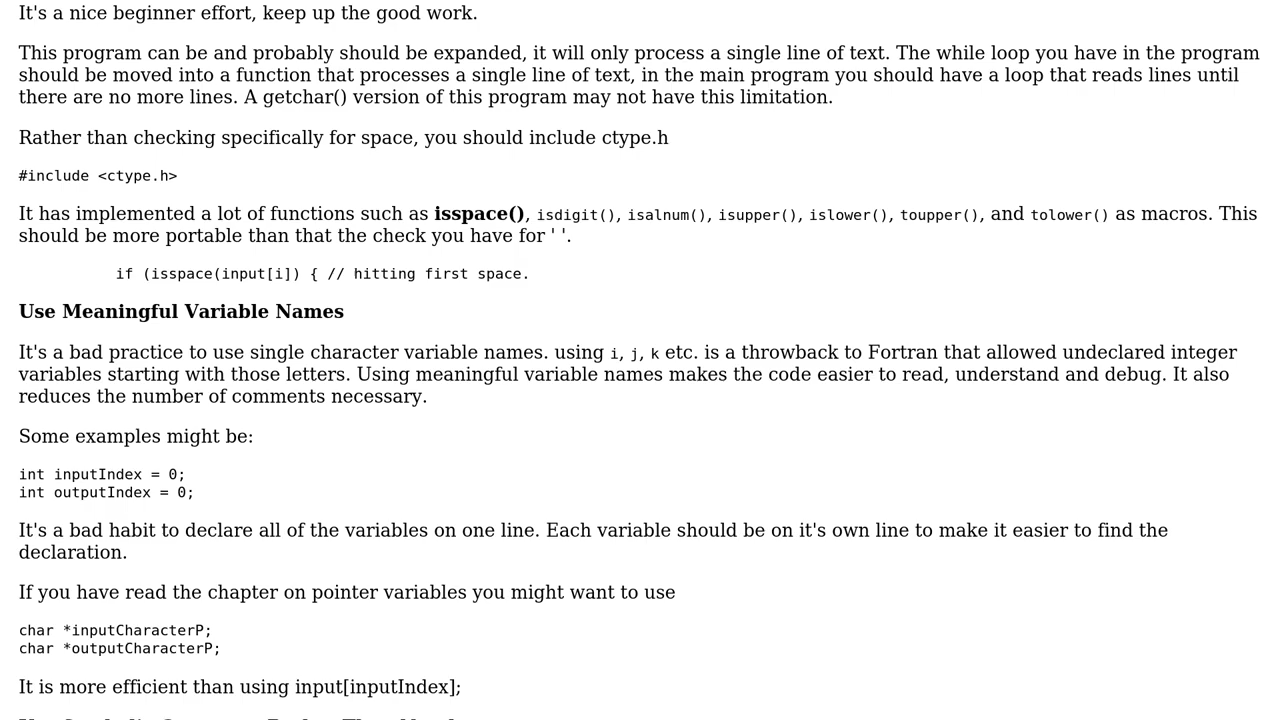 It's a nice beginner effort, keep up the good work.
This program can be and probably should be expanded, it will only process a single line of text. The while loop you have in the program
should be moved into a function that processes a single line of text, in the main program you should have a loop that reads lines until
there are no more lines. A getchar() version of this program may not have this limitation.
Rather than checking specifically for space, you should include ctype.h
#include <ctype.h>
It has implemented a lot of functions such as isspace(), isdigit(), isalnum(), isupper(), islower(), toupper(), and tolower() as macros. This
should be more portable than that the check you have for ' '.
if (isspace(input[i]) { // hitting first space.
Use Meaningful Variable Names
It's a bad practice to use single character variable names. using i, j, k etc. is a throwback to Fortran that allowed undeclared integer
variables starting with those letters. Using meaningful variable names makes the code easier to read, understand and debug. It also
reduces the number of comments necessary.
Some examples might be:
int inputIndex = 0;
int outputIndex = 0;
It's a bad habit to declare all of the variables on one line. Each variable should be on it's own line to make it easier to find the
declaration.
If you have read the chapter on pointer variables you might want to use
char *inputCharacterP;
char *outputCharacterP;
It is more efficient than using input[inputIndex];